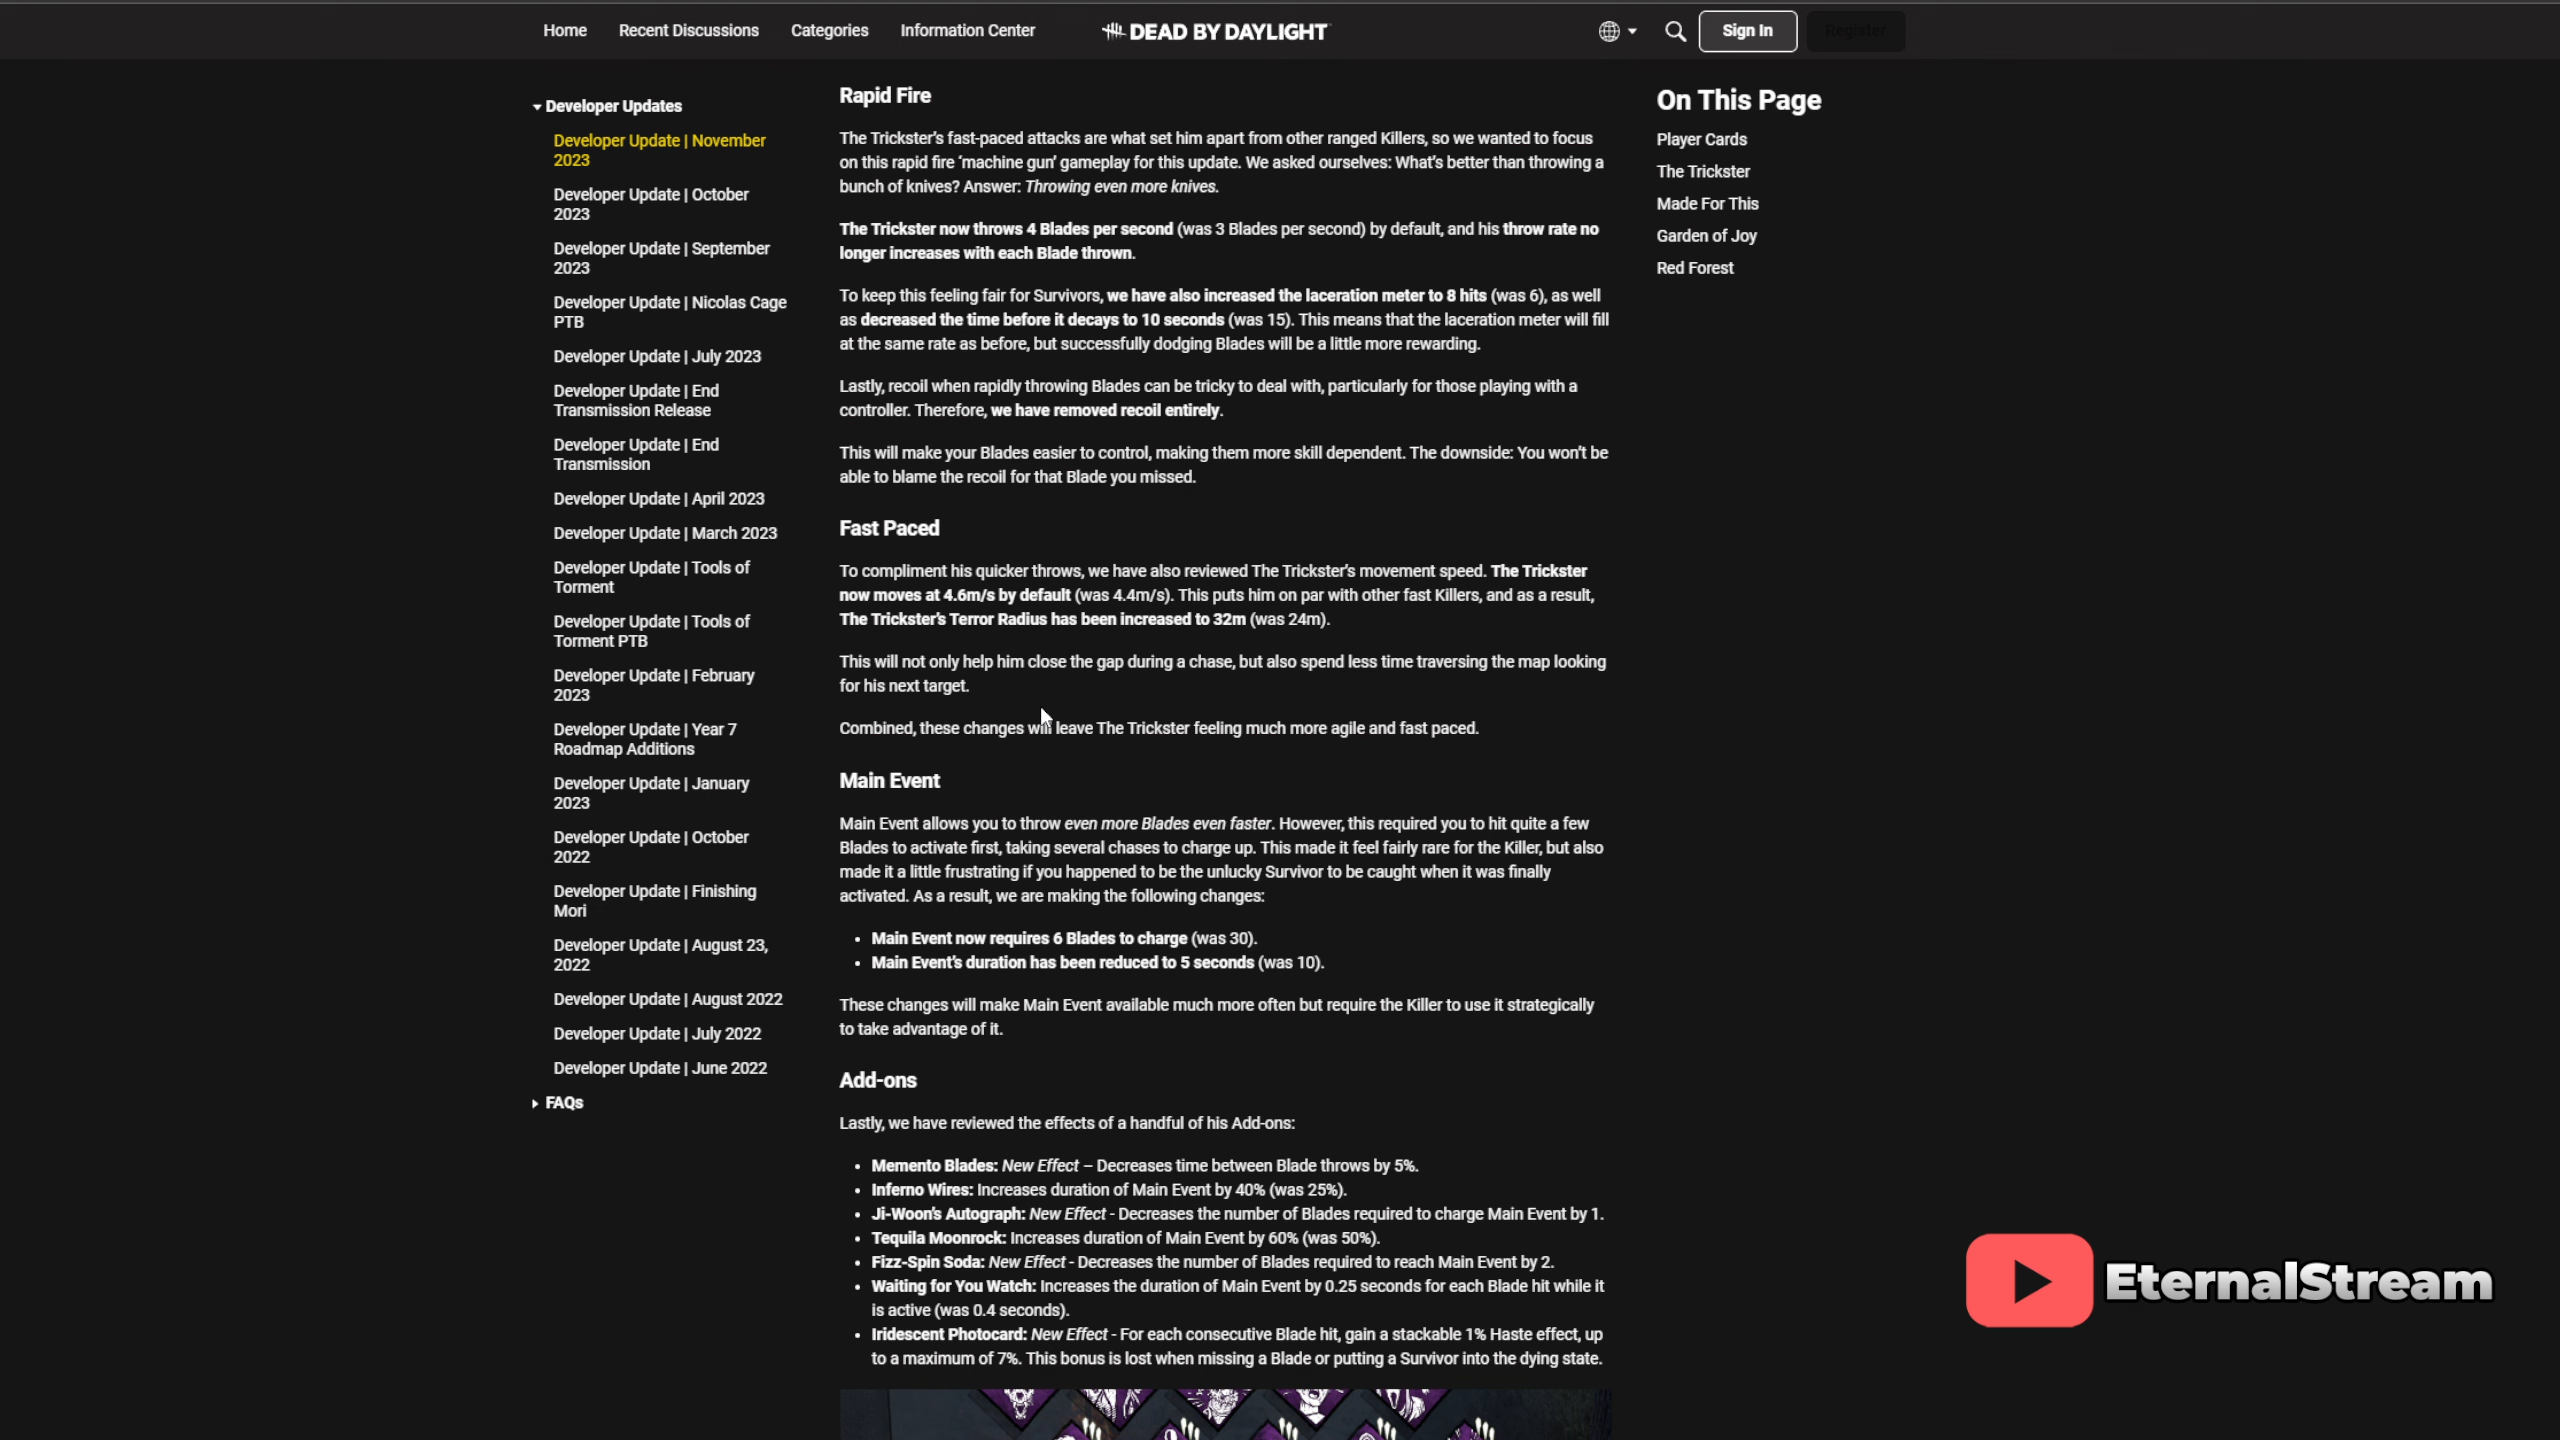 Home Recent Discussions Categories Information Center DEAD BY DAYLIGHT Sign In Register
Developer Updates
Developer Update | November
2023
Developer Update | October
2023
Developer Update | September
2023
Developer Update | Nicolas Cage
PTB
Developer Update | July 2023
Developer Update | End
Transmission Release
Developer Update | End
Transmission
Developer Update | April 2023
Developer Update | March 2023
Developer Update | Tools of
Torment
Developer Update | Tools of
Torment PTB
Developer Update | February
2023
Developer Update | Year 7
Roadmap Additions
Developer Update | January
2023
Developer Update | October
2022
Developer Update | Finishing
Mori
Developer Update | August 23,
2022
Developer Update | August 2022
Developer Update | July 2022
Developer Update | June 2022
FAQs
Rapid Fire
The Trickster's fast-paced attacks are what set him apart from other ranged Killers, so we wanted to focus
on this rapid fire ‘machine gun’ gameplay for this update. We asked ourselves: What's better than throwing a
bunch of knives? Answer: Throwing even more knives.
The Trickster now throws 4 Blades per second (was 3 Blades per second) by default, and his throw rate no
longer increases with each Blade thrown.
To keep this feeling fair for Survivors, we have also increased the laceration meter to 8 hits (was 6), as well
as decreased the time before it decays to 10 seconds (was 15). This means that the laceration meter will fill
at the same rate as before, but successfully dodging Blades will be a little more rewarding.
Lastly, recoil when rapidly throwing Blades can be tricky to deal with, particularly for those playing with a
controller. Therefore, we have removed recoil entirely.
This will make your Blades easier to control, making them more skill dependent. The downside: You won't be
able to blame the recoil for that Blade you missed.
Fast Paced
To compliment his quicker throws, we have also reviewed The Trickster's movement speed. The Trickster
now moves at 4.6m/s by default (was 4.4m/s). This puts him on par with other fast Killers, and as a result,
The Trickster's Terror Radius has been increased to 32m (was 24m).
This will not only help him close the gap during a chase, but also spend less time traversing the map looking
for his next target.
Combined, these changes will leave The Trickster feeling much more agile and fast paced.
Main Event
Main Event allows you to throw even more Blades even faster. However, this required you to hit quite a few
Blades to activate first, taking several chases to charge up. This made it feel fairly rare for the Killer, but also
made it a little frustrating if you happened to be the unlucky Survivor to be caught when it was finally
activated. As a result, we are making the following changes:
• Main Event now requires 6 Blades to charge (was 30).
• Main Event's duration has been reduced to 5 seconds (was 10).
These changes will make Main Event available much more often but require the Killer to use it strategically
to take advantage of it.
Add-ons
Lastly, we have reviewed the effects of a handful of his Add-ons:
• Memento Blades: New Effect – Decreases time between Blade throws by 5%.
• Inferno Wires: Increases duration of Main Event by 40% (was 25%).
• Ji-Woon's Autograph: New Effect - Decreases the number of Blades required to charge Main Event by 1.
• Tequila Moonrock: Increases duration of Main Event by 60% (was 50%).
• Fizz-Spin Soda: New Effect - Decreases the number of Blades required to reach Main Event by 2.
• Waiting for You Watch: Increases the duration of Main Event by 0.25 seconds for each Blade hit while it
is active (was 0.4 seconds).
• Iridescent Photocard: New Effect - For each consecutive Blade hit, gain a stackable 1% Haste effect, up
to a maximum of 7%. This bonus is lost when missing a Blade or putting a Survivor into the dying state.
On This Page
Player Cards
The Trickster
Made For This
Garden of Joy
Red Forest
EternalStream